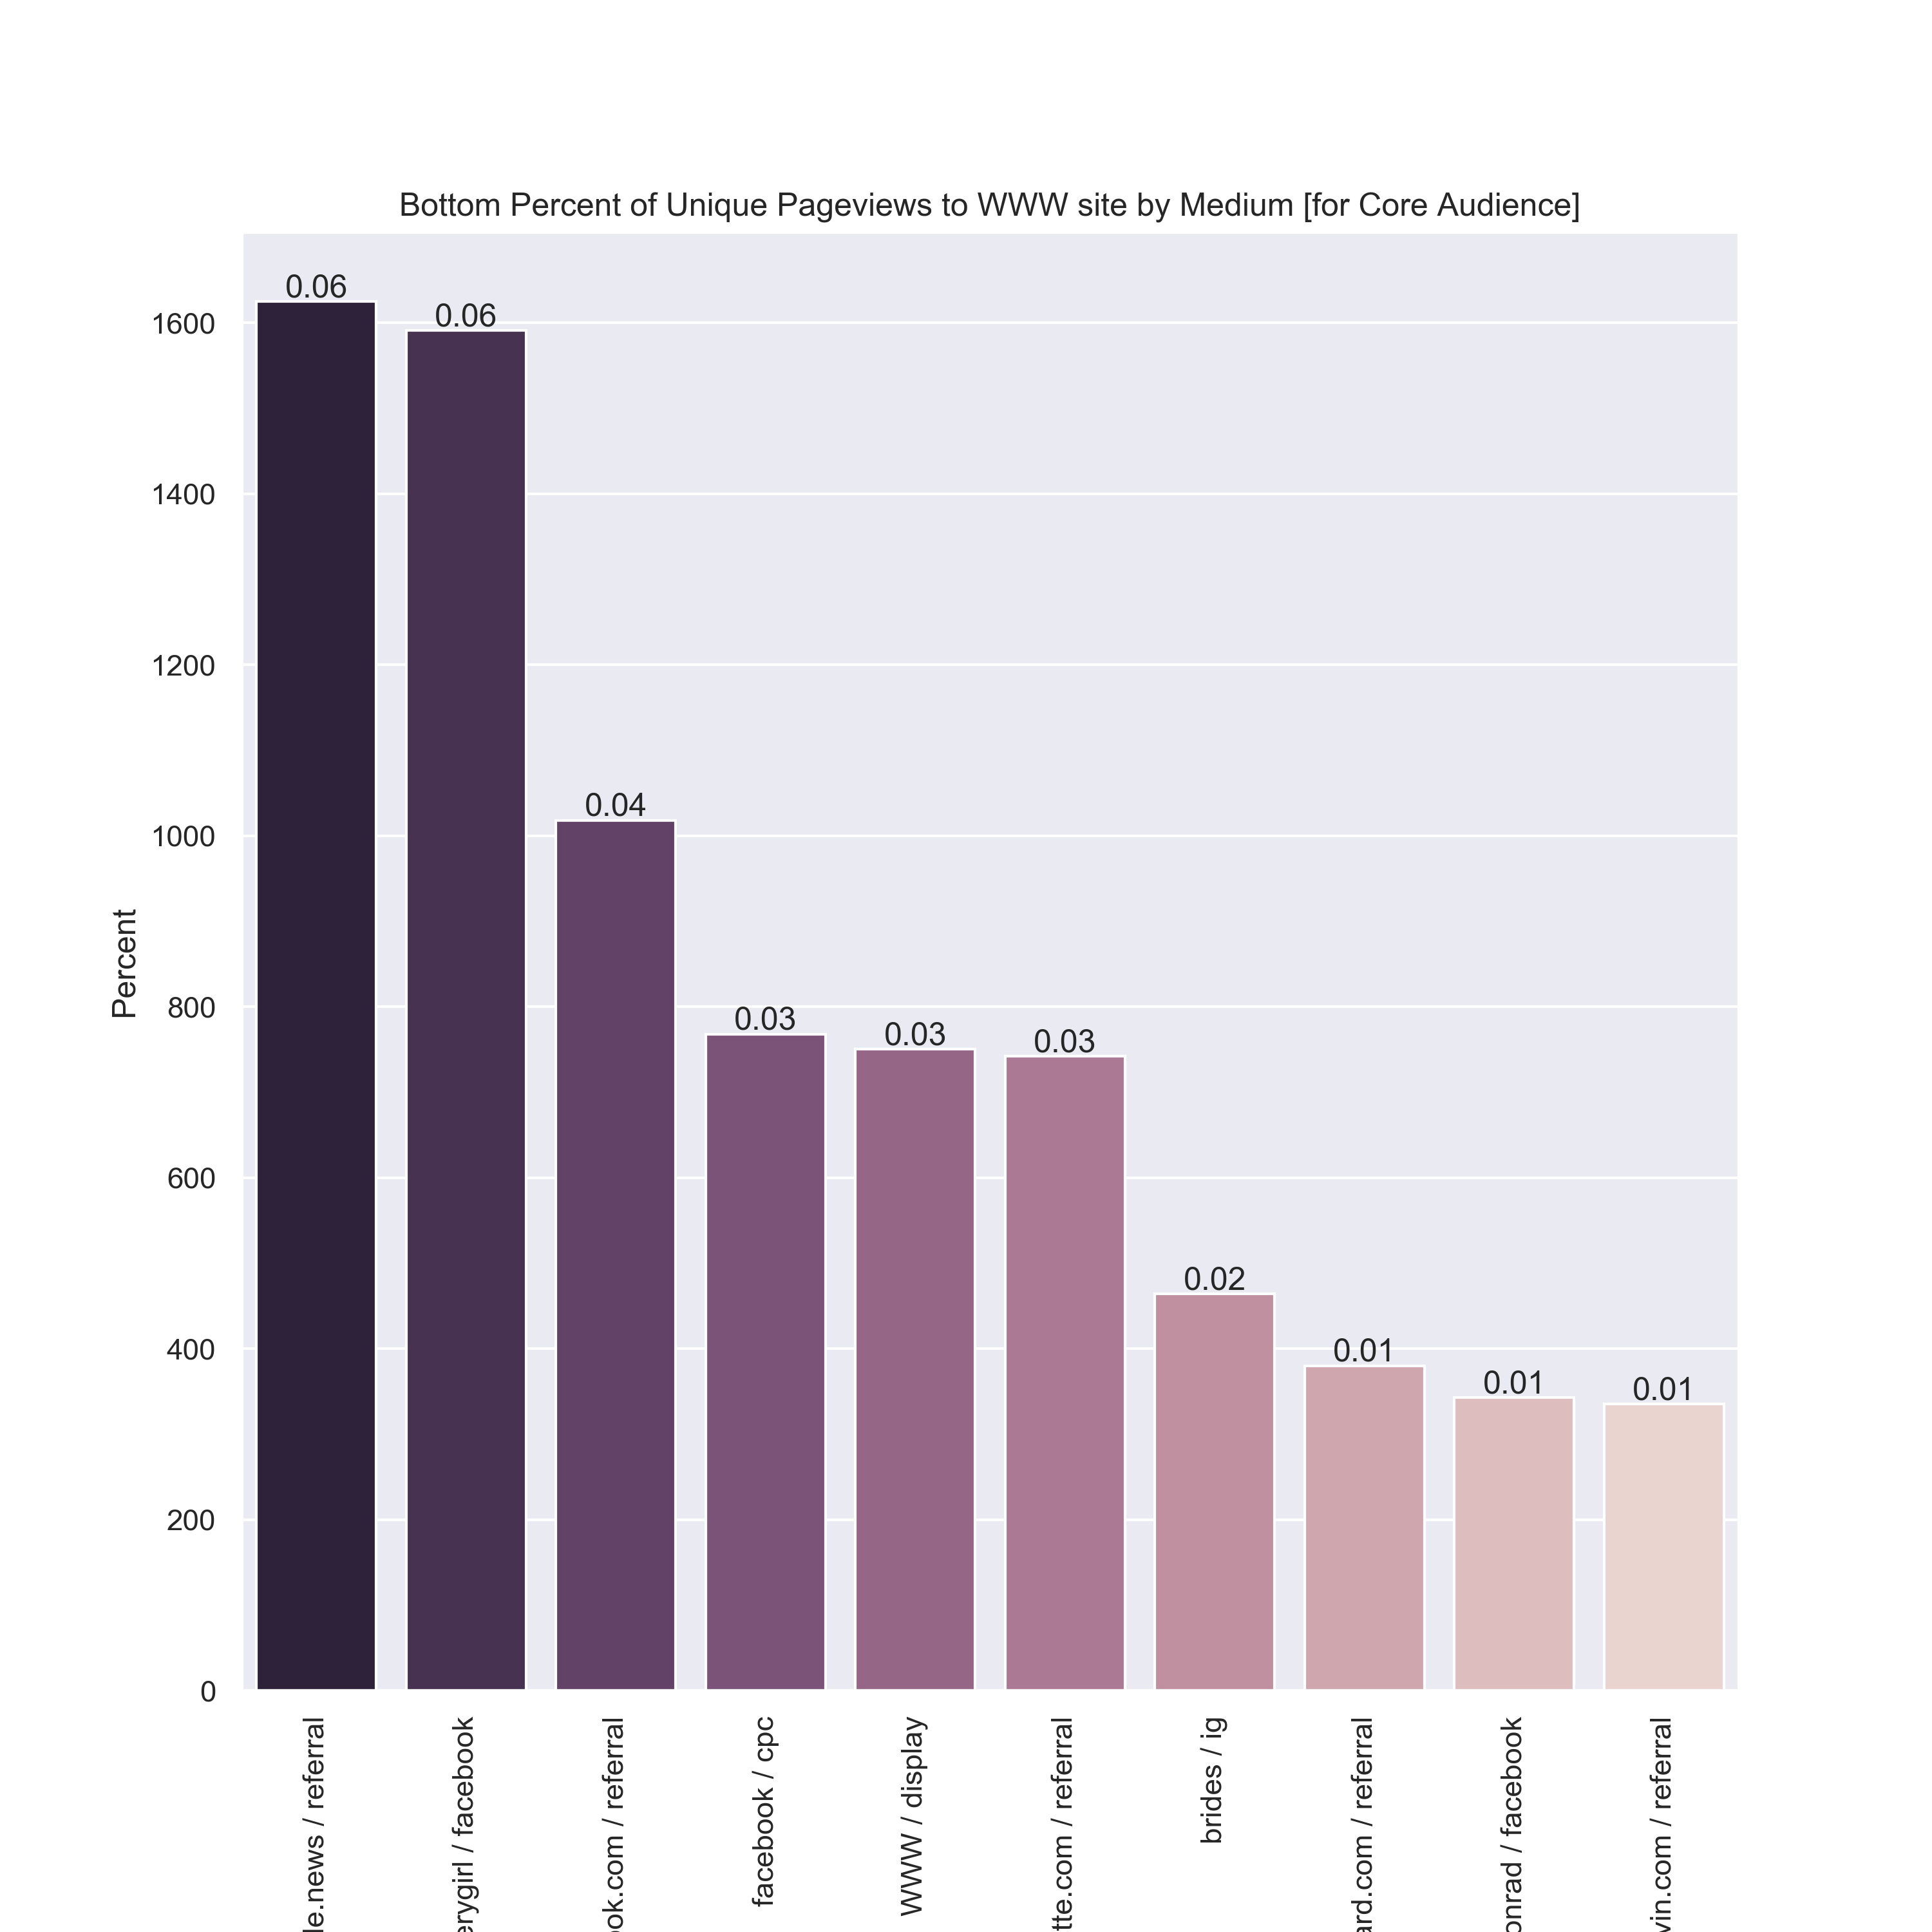 Bottom Percent of Unique Pageviews to WWW site by Medium [for Core Audience]
0.06
0.06
0.04
0.03
0.03
0.03
0.02
0.01
0.01
0.01
1600
1400
1200
1000
800
600
400
200
0
Percent
le.news / referral
erygirl / facebook
ok.com / referral
facebook / cpc
WWW / display
tte.com / referral
brides / ig
ard.com / referral
onrad / facebook
vin.com / referral